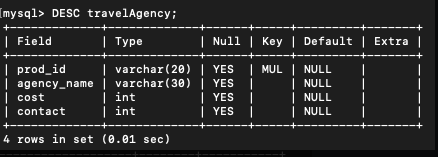 [mysql> DESC travelAgency;
+-------------+-------------+------+-----+---------+-------+
| Field       | Type        | Null | Key | Default | Extra |
+-------------+-------------+------+-----+---------+-------+
| prod_id     | varchar(20) | YES  | MUL | NULL    |       |
| agency_name | varchar(30) | YES  |     | NULL    |       |
| cost        | int         | YES  |     | NULL    |       |
| contact     | int         | YES  |     | NULL    |       |
+-------------+-------------+------+-----+---------+-------+
4 rows in set (0.01 sec)